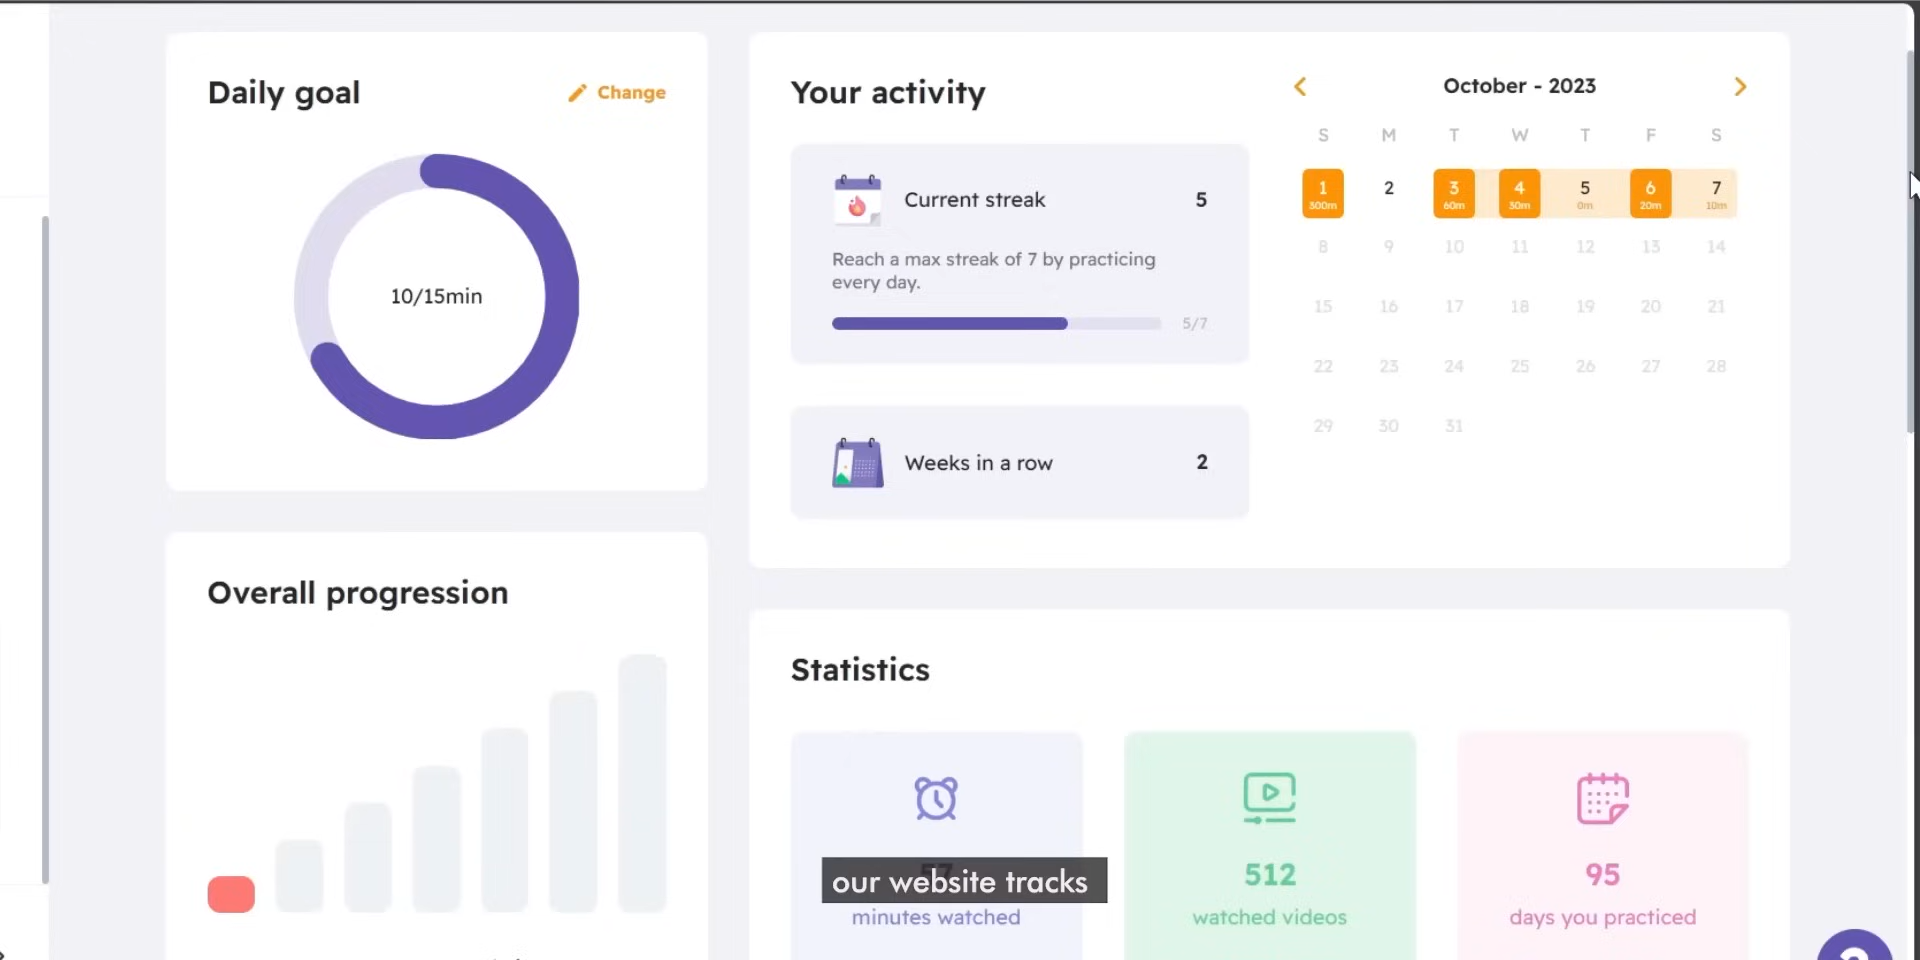 Daily goal
Change
10/15min
Your activity
Current streak 5
Reach a max streak of 7 by practicing
every day.
5/7
Weeks in a row 2
October - 2023
S M T W T F S
1 2 3 4 5 6 7
300m 60m 30m 0m 20m 10m
8 9 10 11 12 13 14
15 16 17 18 19 20 21
22 23 24 25 26 27 28
29 30 31
Overall progression
Statistics
512
95
our website tracks
minutes watched
watched videos
days you practiced